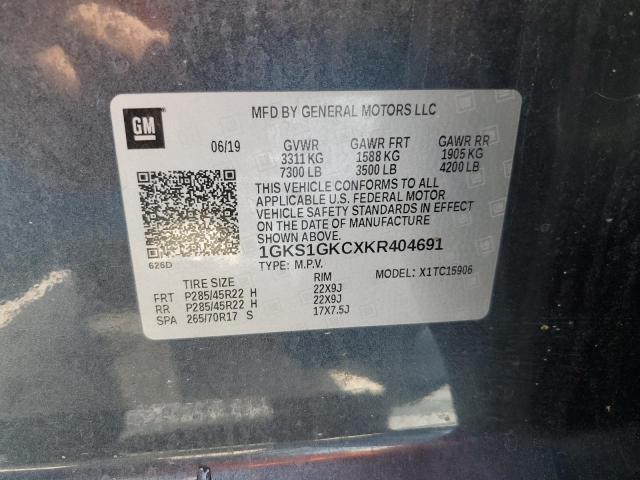 MFD BY GENERAL MOTORS LLC
GM
06/19 GVWR GAWR FRT GAWR RR
3311 KG 1588 KG 1905 KG
7300 LB 3500 LB 4200 LB
THIS VEHICLE CONFORMS TO ALL
APPLICABLE U.S. FEDERAL MOTOR
VEHICLE SAFETY STANDARDS IN EFFECT
ON THE DATE OF MANUFACTURE
1GKS1GKCXKR404691
626D
TYPE: M.P.V. MODEL: X1TC15906
TIRE SIZE RIM
FRT P285/45R22 H 22X9J
RR P285/45R22 H 22X9J
SPA 265/70R17 S 17X7.5J